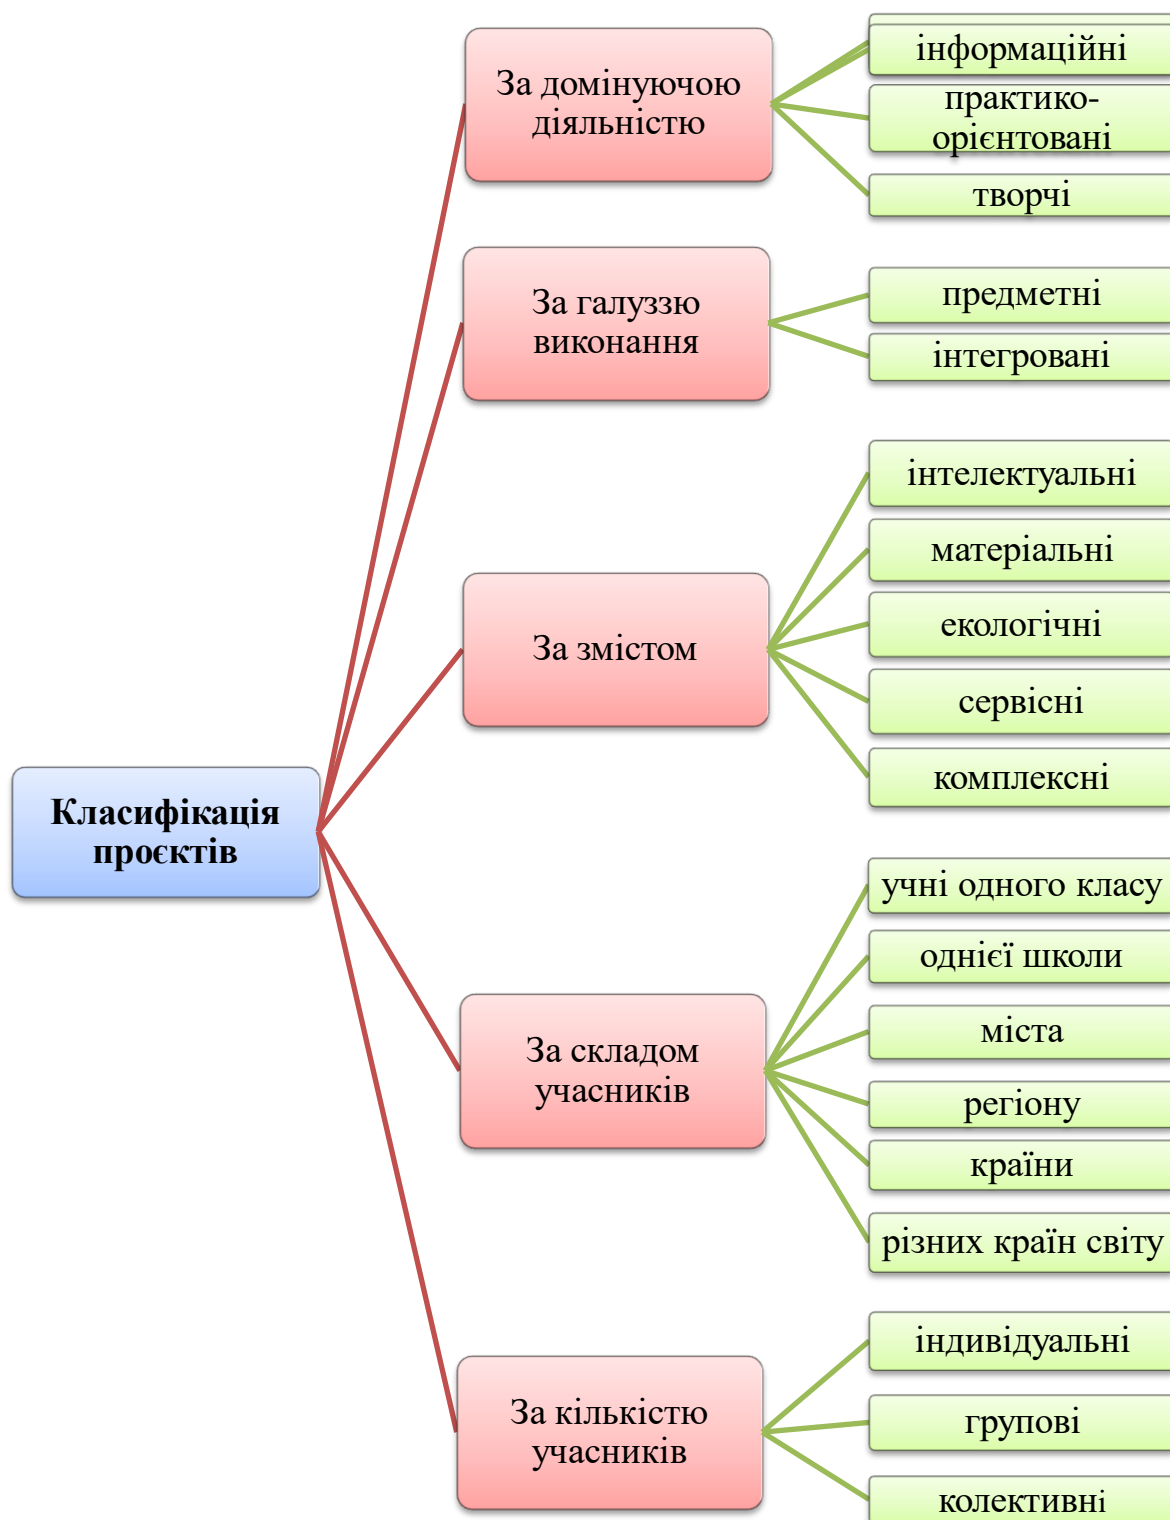 інформаційні
За домінуючою
діяльністю
практико-
орієнтовані
творчі
За галуззю
виконання
предметні
інтегровані
За змістом
інтелектуальні
матеріальні
екологічні
сервісні
комплексні
Класифікація
проєктів
За складом
учасників
учні одного класу
однієї школи
міста
регіону
країни
різних країн світу
За кількістю
учасників
індивідуальні
групові
колективні